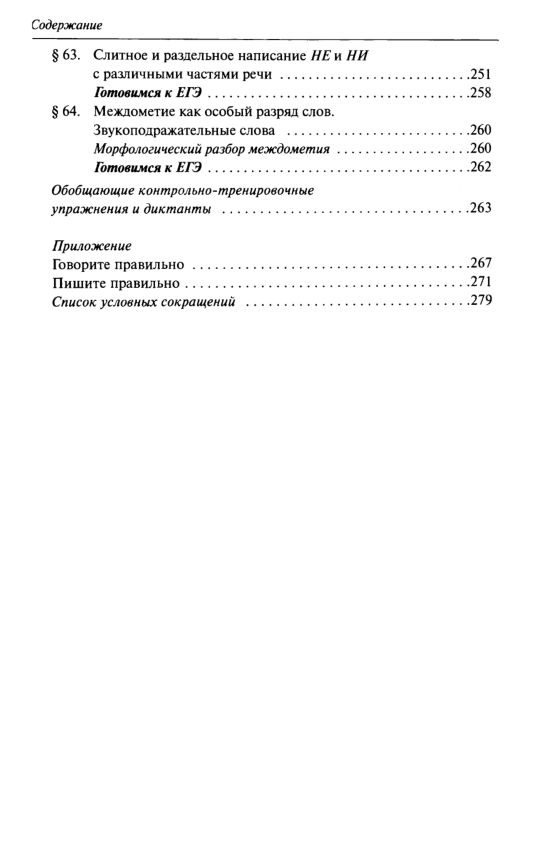 Содержание
§ 63. Слитное и раздельное написание НЕ и НИ
с различными частями речи ........................251
Готовимся к ЕГЭ .................................258
§ 64. Междометие как особый разряд слов.
Звукоподражательные слова .......................260
Морфологический разбор междометия .................260
Готовимся к ЕГЭ .................................262
Обобщающие контрольно-тренировочные
упражнения и диктанты ...............................263
Приложение
Говорите правильно ...................................267
Пишите правильно ....................................271
Список условных сокращений ............................279